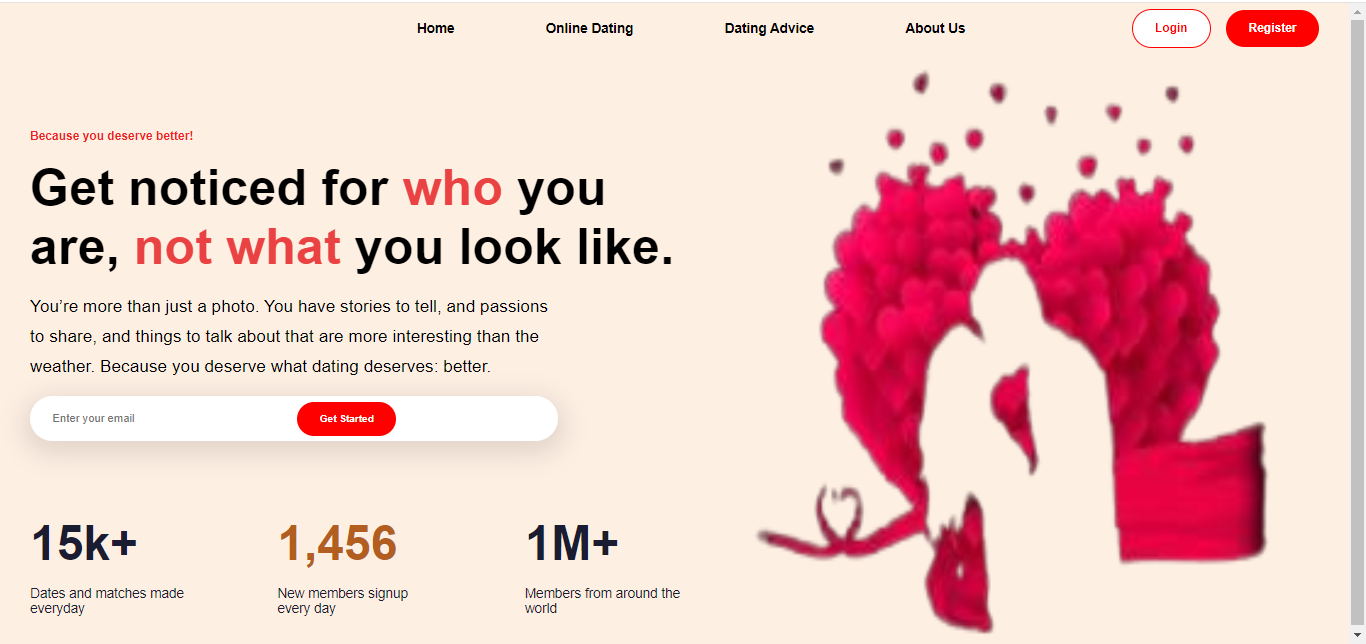 Home Online Dating Dating Advice About Us Login Register
Because you deserve better!
Get noticed for who you
are, not what you look like.
You’re more than just a photo. You have stories to tell, and passions
to share, and things to talk about that are more interesting than the
weather. Because you deserve what dating deserves: better.
Enter your email Get Started
15k+ 1,456 1M+
Dates and matches made New members signup Members from around the
everyday every day world